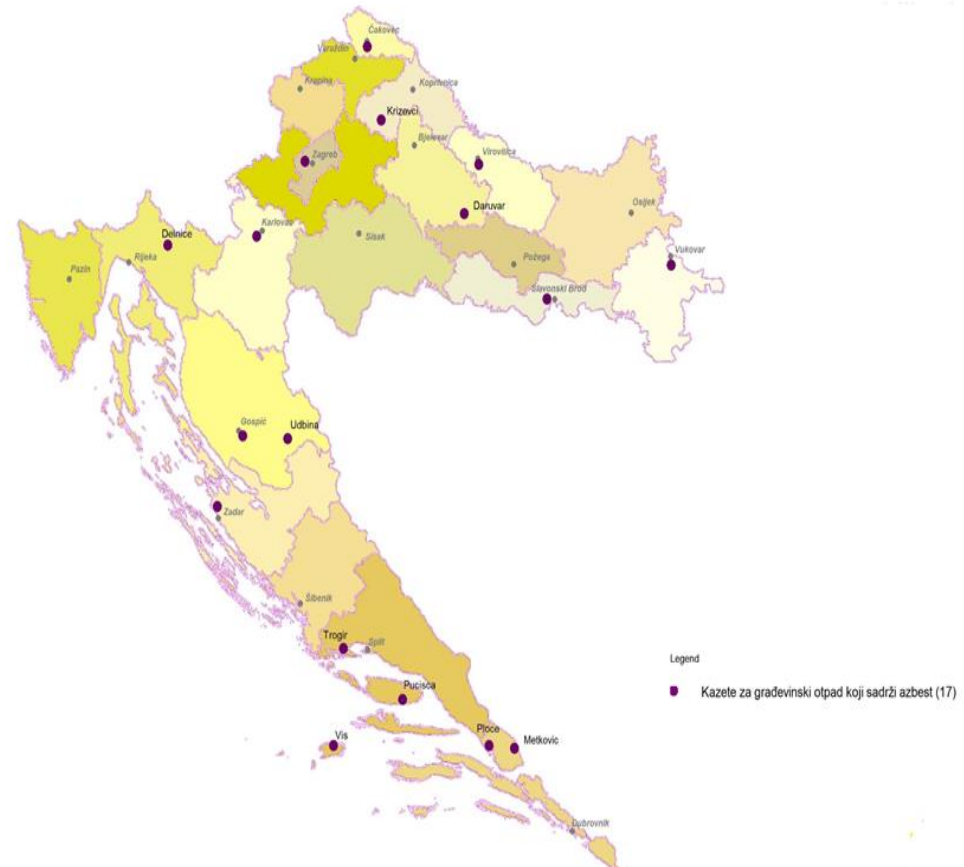 Čakovec
Varaždin
Krapina
Koprivnica
Krizevci
Bjelovar
Zagreb
Virovitica
Daruvar
Osijek
Karlovac
Sisak
Delnice
Rijeka
Pazin
Požega
Vukovar
Slavonski Brod
Gospić
Udbina
Zadar
Šibenik
Trogir
Split
Pucisca
Vis
Ploce
Metkovic
Dubrovnik
Legend
Kazete za građevinski otpad koji sadrži azbest (17)